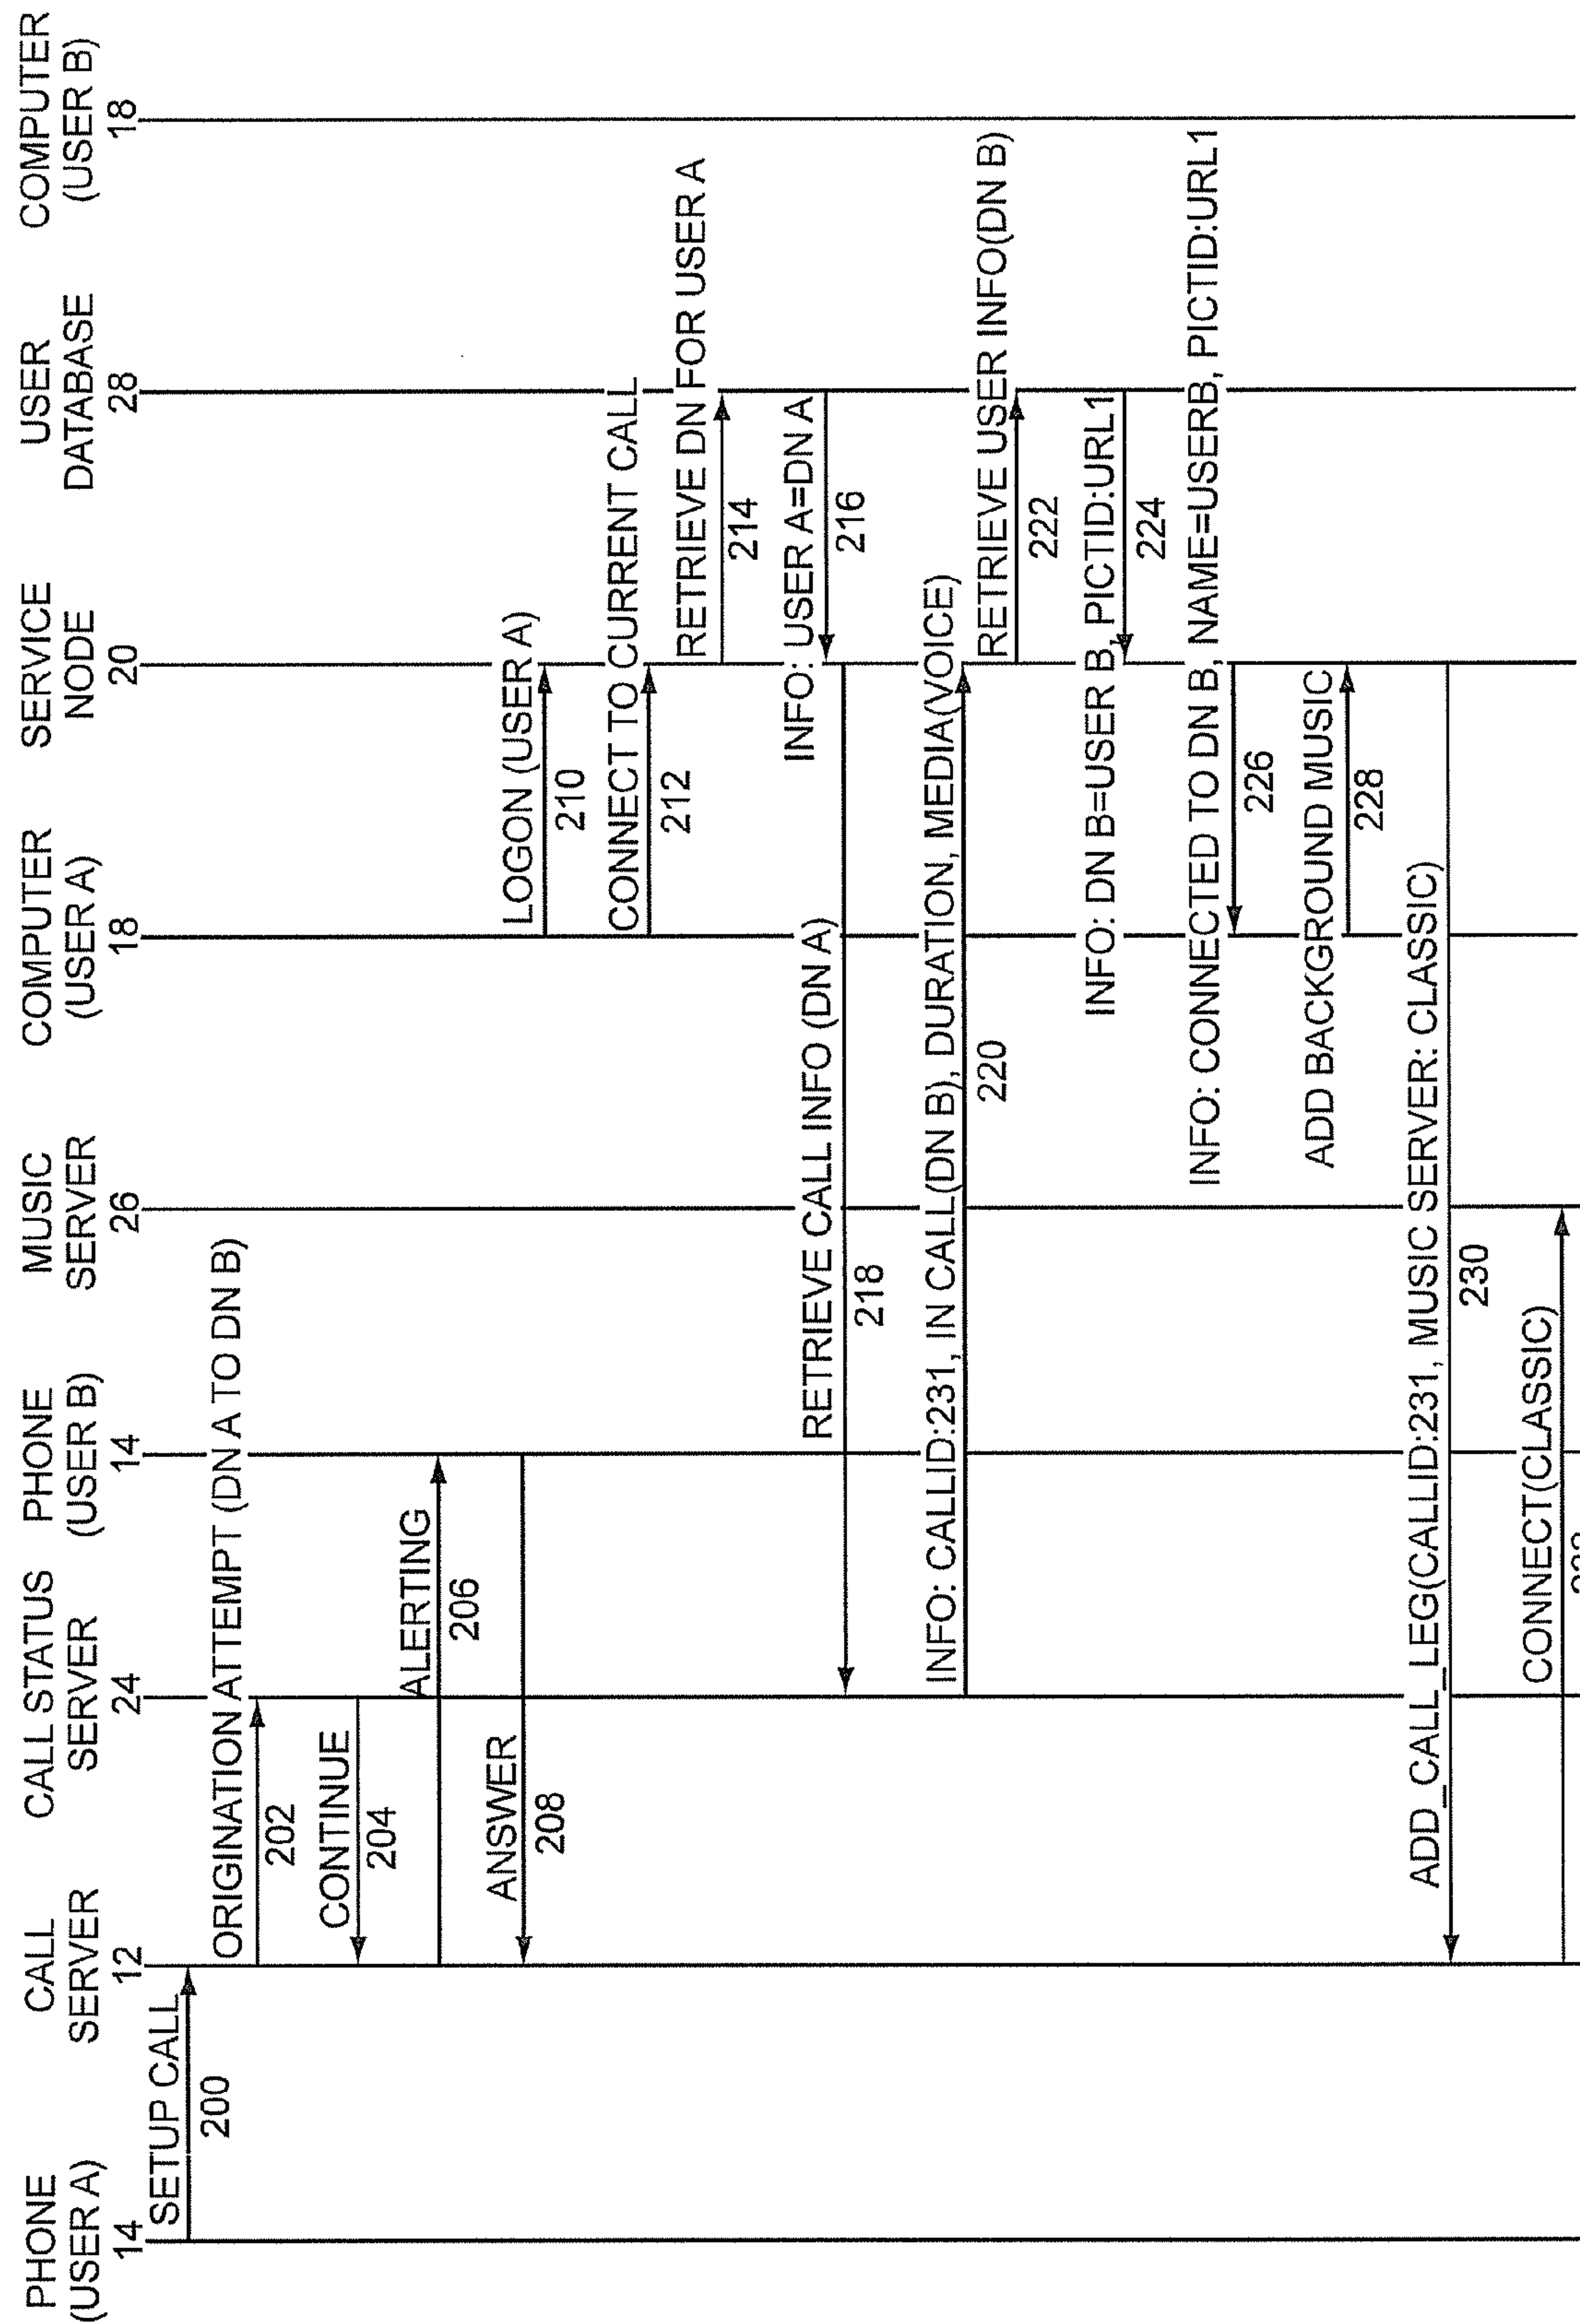 PHONE
(USER A)
14
CALL
SERVER
12
CALL STATUS
SERVER
24
PHONE
(USER B)
14
MUSIC
SERVER
26
COMPUTER
(USER A)
18
SERVICE
NODE
20
USER
DATABASE
28
COMPUTER
(USER B)
18
SETUP CALL
200
ORIGINATION ATTEMPT (DN A TO DN B)
202
CONTINUE
204
ALERTING
206
ANSWER
208
LOGON (USER A)
210
CONNECT TO CURRENT CALL
212
RETRIEVE DN FOR USER A
214
INFO: USER A=DN A
216
RETRIEVE CALL INFO (DN A)
218
INFO: CALLID:231, IN CALL(DN B), DURATION, MEDIA(VOICE)
220
RETRIEVE USER INFO(DN B)
222
INFO: DN B=USER B, PICTID:URL1
224
INFO: CONNECTED TO DN B, NAME=USERB, PICTID:URL1
226
ADD BACKGROUND MUSIC
228
ADD_CALL_LEG(CALLID:231, MUSIC SERVER: CLASSIC)
230
CONNECT(CLASSIC)